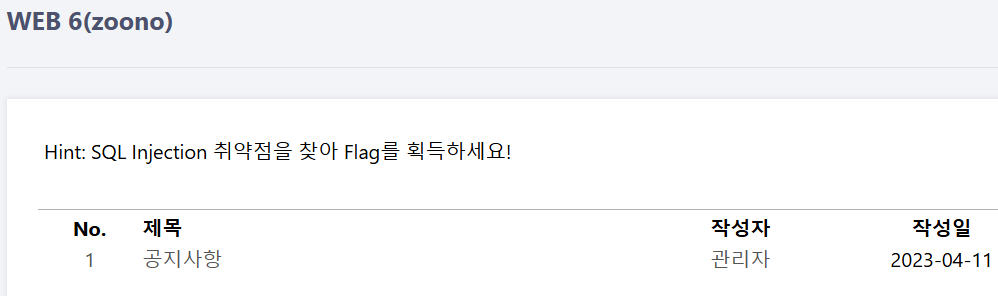 WEB 6(zoono)
Hint: SQL Injection 취약점을 찾아 Flag를 획득하세요!
No. 제목 작성자 작성일
1 공지사항 관리자 2023-04-11